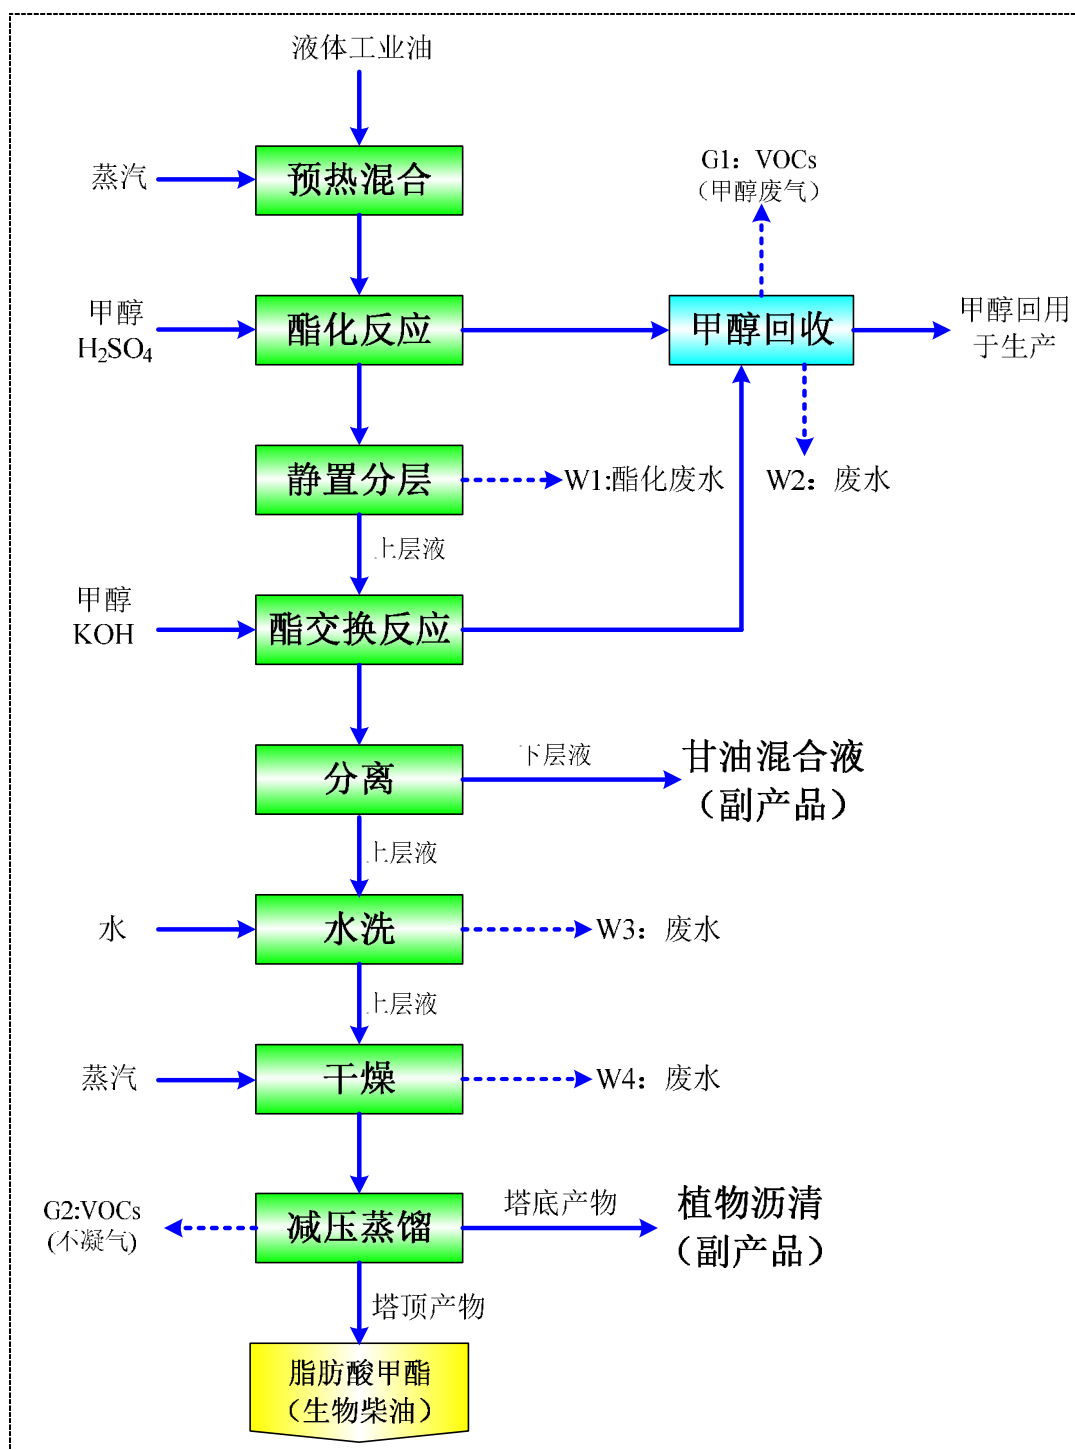 液体工业油
蒸汽
预热混合
G1：VOCs
（甲醇废气）
甲醇
H₂SO₄
酯化反应
甲醇回收
甲醇回用
于生产
静置分层
W1:酯化废水
W2：废水
上层液
甲醇
KOH
酯交换反应
分离
下层液
甘油混合液
（副产品）
上层液
水
水洗
W3：废水
上层液
蒸汽
干燥
W4：废水
G2:VOCs
(不凝气)
减压蒸馏
塔底产物
植物沥清
（副产品）
塔顶产物
脂肪酸甲酯
（生物柴油）